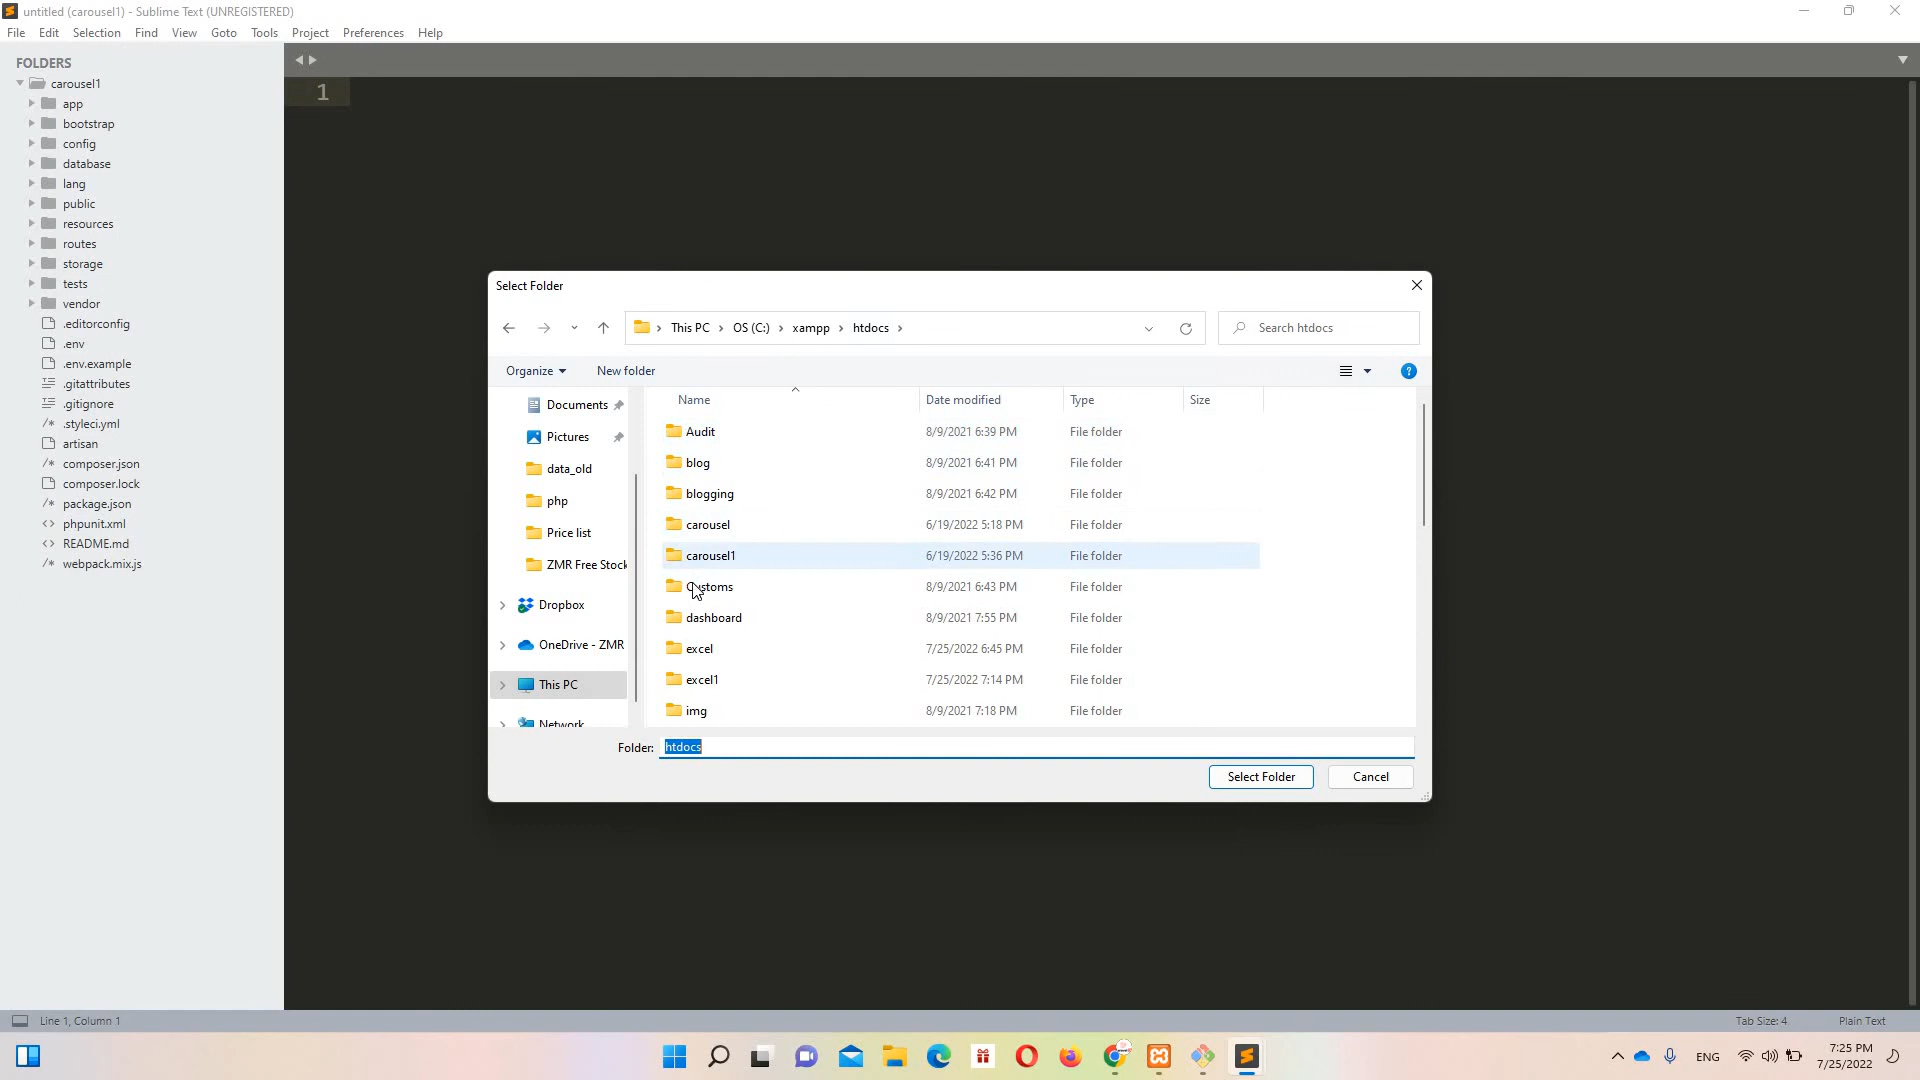 untitled (carousel1) - Sublime Text (UNREGISTERED)
File Edit Selection Find View Goto Tools Project Preferences Help
FOLDERS
carousel1
app
bootstrap
config
database
lang
public
resources
routes
storage
tests
vendor
.editorconfig
.env
.env.example
.gitattributes
.gitignore
.styleci.yml
artisan
composer.json
composer.lock
package.json
phpunit.xml
README.md
webpack.mix.js
1
Select Folder
This PC > OS (C:) > xampp > htdocs >
Search htdocs
Organize New folder
Documents
Pictures
data_old
php
Price list
ZMR Free Stock
Dropbox
OneDrive - ZMR
This PC
Network
Name Date modified Type Size
Audit 8/9/2021 6:39 PM File folder
blog 8/9/2021 6:41 PM File folder
blogging 8/9/2021 6:42 PM File folder
carousel 6/19/2022 5:18 PM File folder
carousel1 6/19/2022 5:36 PM File folder
Customs 8/9/2021 6:43 PM File folder
dashboard 8/9/2021 7:55 PM File folder
excel 7/25/2022 6:45 PM File folder
excel1 7/25/2022 7:14 PM File folder
img 8/9/2021 7:18 PM File folder
Folder: htdocs
Select Folder Cancel
Line 1, Column 1
Tab Size: 4 Plain Text
ENG
7:25 PM
7/25/2022